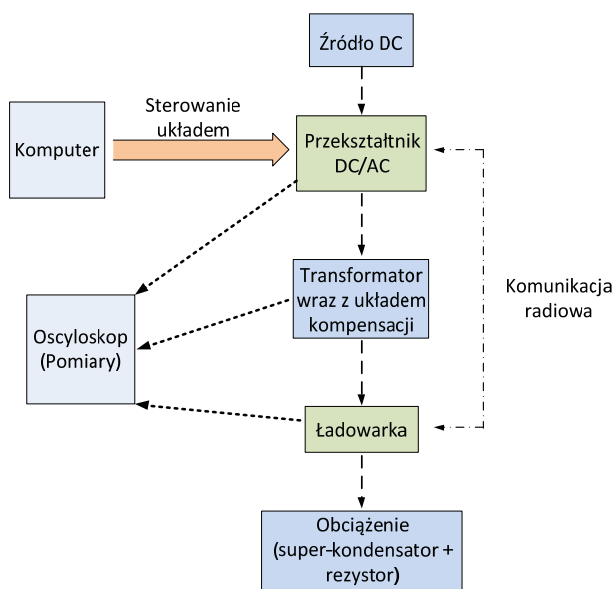 Źródło DC
Sterowanie
układem
Komputer
Przekształtnik
DC/AC
Transformator
wraz z układem
kompensacji
Komunikacja
radiowa
Oscyloskop
(Pomiary)
Ładowarka
Obciążenie
(super-kondensator +
rezystor)